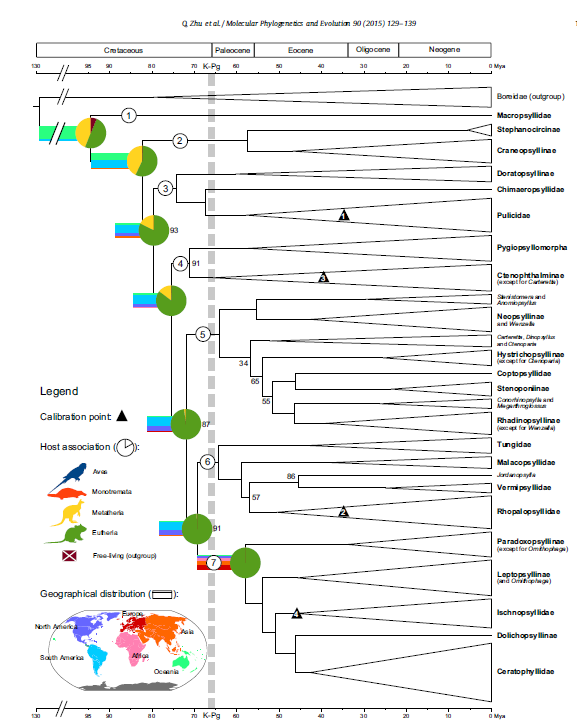 Q. Zhu et al. / Molecular Phylogenetics and Evolution 90 (2015) 129–139
Cretaceous Paleocene Eocene Oligocene Neogene
130 95 90 80 70 K-Pg 60 50 40 30 20 10 0 Mya
Boreidae (outgroup)
1 Macropsyllidae
Stephanocircinae
2
Craneopsyllinae
Doratopsyllinae
3 Chimaeropsyllidae
1 Pulicidae
93
Pygiopsyllomorpha
4 91
3 Ctenophthalminae
(except for Carteretta)
Stenistomera and
Anomiopsyllus
Neopsyllinae
and Wenzella
5
Carteretta, Dinopsyllus
and Ctenoparia
34 Hystrichopsyllinae
(except for Ctenoparia)
Coptopsyllidae
65
Stenoponiinae
Legend
55 Conorhinopsylla and
Megarthroglossus
Calibration point:
Rhadinopsyllinae
(except for Wenzella)
87
Host association ( ):
Tungidae
6 Malacopsyllidae
Aves
86 Jordanopsylla
Vermipsyllidae
Monotremata
57
Metatheria
2 Rhopalopsyllidae
91
Eutheria
Paradoxopsyllinae
(except for Ornithophaga)
Free-living (outgroup)
7
Leptopsyllinae
(and Ornithophaga)
Geographical distribution ( ):
Europe
4 Ischnopsyllidae
North America
Asia
Dolichopsyllinae
South America Africa
Oceania
Ceratophyllidae
130 95 90 80 70 K-Pg 60 50 40 30 20 10 0 Mya